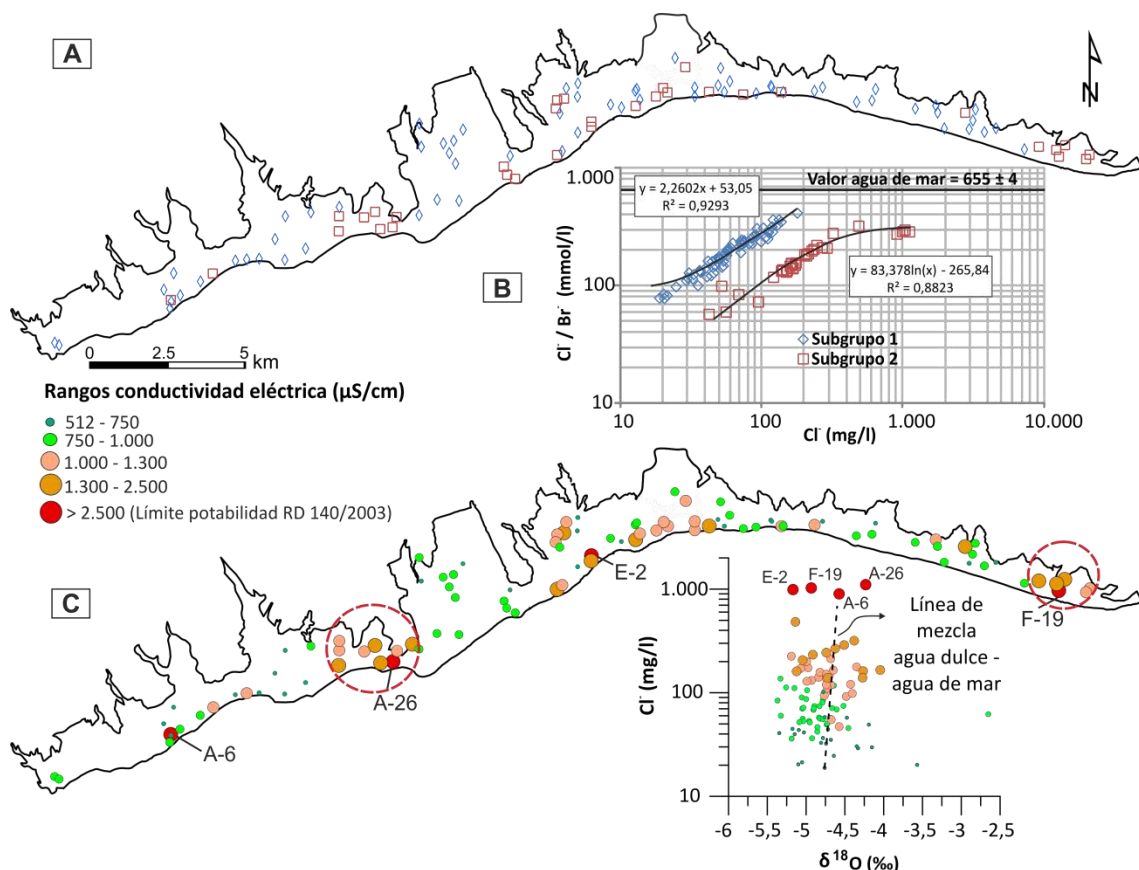 A
N
B
1.000
100
10
Cl⁻ / Br⁻ (mmol/l)
Valor agua de mar = 655 ± 4
y = 2,2602x + 53,05
R² = 0,9293
y = 83,378ln(x) - 265,84
R² = 0,8823
Subgrupo 1
Subgrupo 2
10
100
1.000
10.000
Cl⁻ (mg/l)
0
2.5
5
km
Rangos conductividad eléctrica (µS/cm)
512 - 750
750 - 1.000
1.000 - 1.300
1.300 - 2.500
> 2.500 (Límite potabilidad RD 140/2003)
C
A-6
A-26
E-2
F-19
Cl⁻ (mg/l)
1.000
100
10
E-2
F-19
A-26
A-6
Línea de
mezcla
agua dulce -
agua de mar
-6
-5,5
-5
-4,5
-4
-3,5
-3
-2,5
δ ¹⁸O (‰)